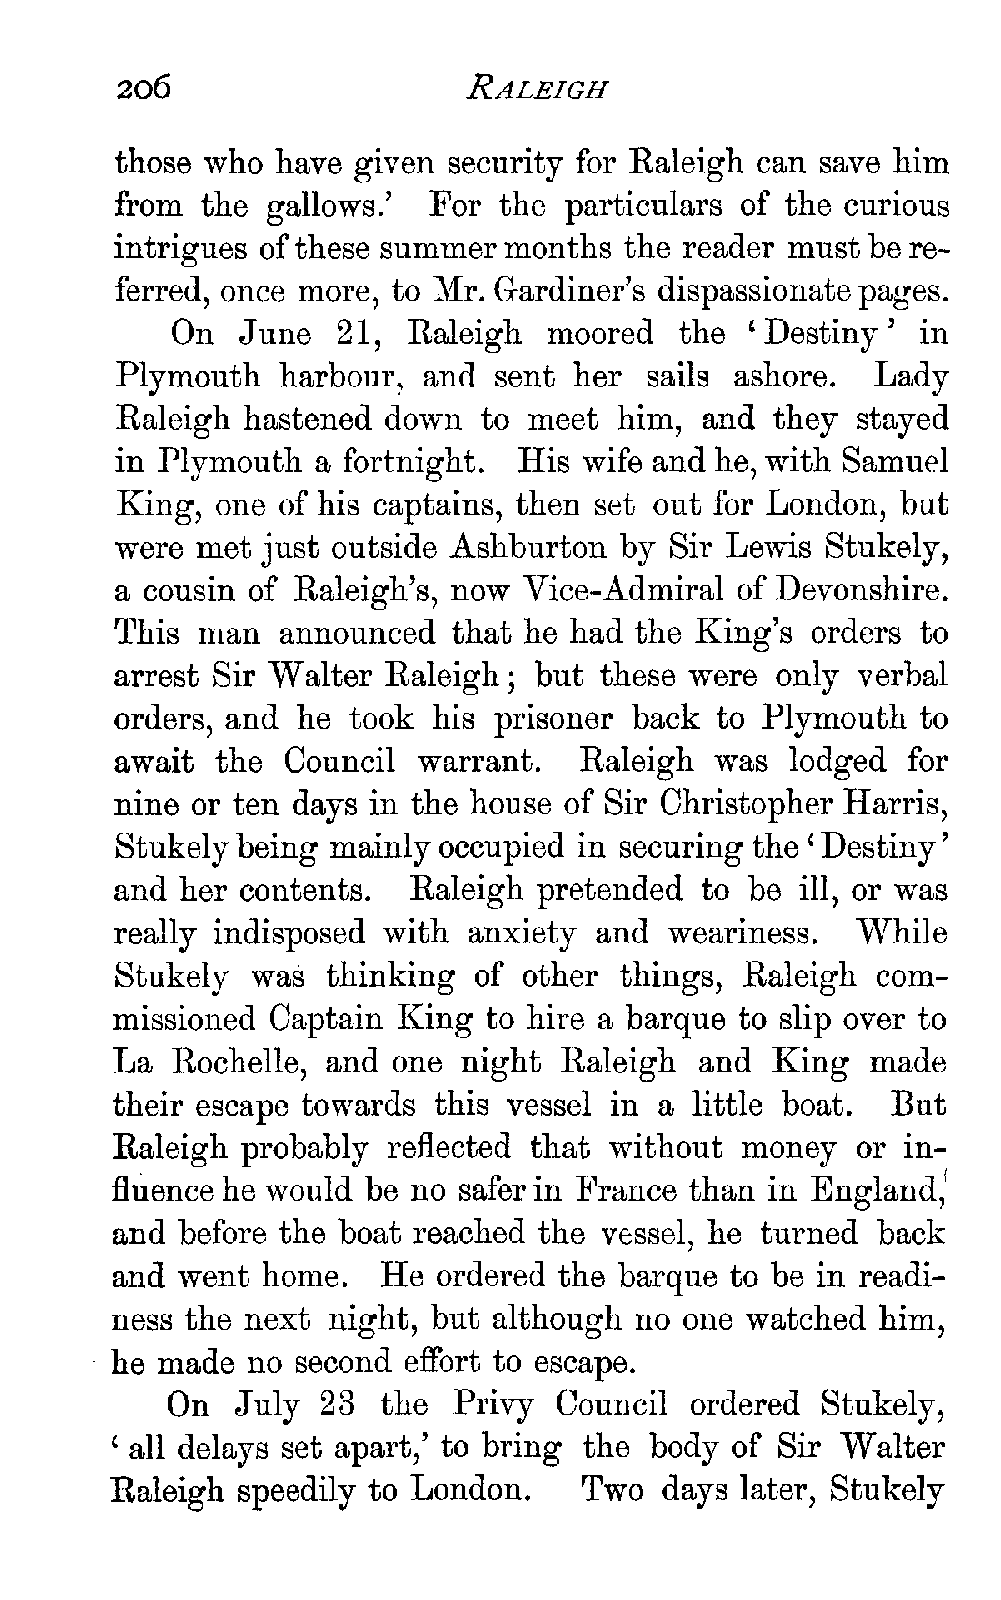 206 RALEIGH
those who have given security for Raleigh can save him
from the gallows.' For the particulars of the curious
intrigues of these summer months the reader must be re-
ferred, once more, to Mr. Gardiner's dispassionate pages.
On June 21, Raleigh moored the ‘Destiny’ in
Plymouth harbour, and sent her sails ashore. Lady
Raleigh hastened down to meet him, and they stayed
in Plymouth a fortnight. His wife and he, with Samuel
King, one of his captains, then set out for London, but
were met just outside Ashburton by Sir Lewis Stukely,
a cousin of Raleigh's, now Vice-Admiral of Devonshire.
This man announced that he had the King's orders to
arrest Sir Walter Raleigh; but these were only verbal
orders, and he took his prisoner back to Plymouth to
await the Council warrant. Raleigh was lodged for
nine or ten days in the house of Sir Christopher Harris,
Stukely being mainly occupied in securing the ‘Destiny’
and her contents. Raleigh pretended to be ill, or was
really indisposed with anxiety and weariness. While
Stukely was thinking of other things, Raleigh com-
missioned Captain King to hire a barque to slip over to
La Rochelle, and one night Raleigh and King made
their escape towards this vessel in a little boat. But
Raleigh probably reflected that without money or in-
fluence he would be no safer in France than in England,
and before the boat reached the vessel, he turned back
and went home. He ordered the barque to be in readi-
ness the next night, but although no one watched him,
he made no second effort to escape.
On July 23 the Privy Council ordered Stukely,
‘all delays set apart,’ to bring the body of Sir Walter
Raleigh speedily to London. Two days later, Stukely